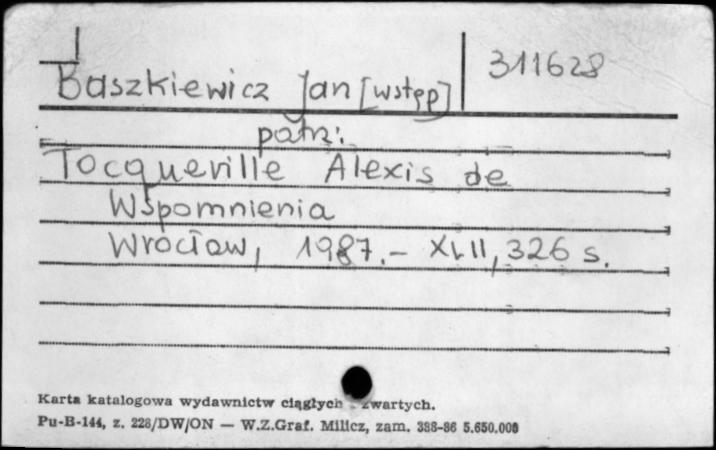 Baszkiewicz Jan [wstęp] 311628
patrz:
Tocqueville Alexis de
Wspomnienia
Wrocław, 1987.- XLII, 326 s.
Karta katalogowa wydawnictw ciągłych zwartych.
Pu-B-144, z. 228/DW/ON — W.Z.Graf. Milicz, zam. 388-86 5.650.000